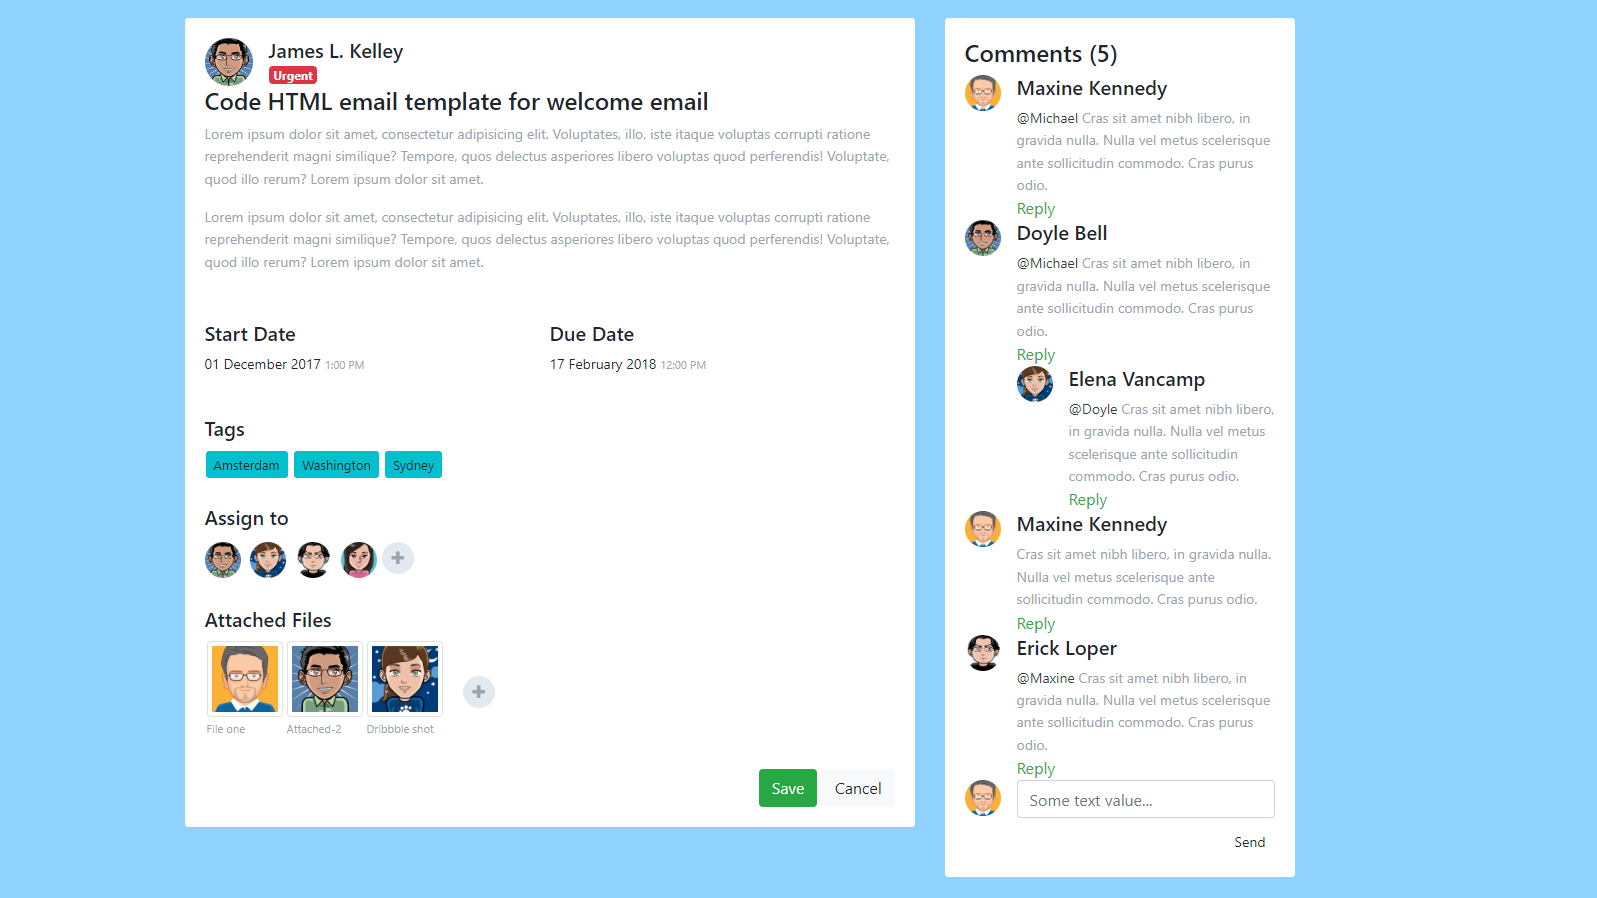 James L. Kelley
Urgent
Code HTML email template for welcome email
Lorem ipsum dolor sit amet, consectetur adipisicing elit. Voluptates, illo, iste itaque voluptas corrupti ratione
reprehenderit magni similique? Tempore, quos delectus asperiores libero voluptas quod perferendis! Voluptate,
quod illo rerum? Lorem ipsum dolor sit amet.
Lorem ipsum dolor sit amet, consectetur adipisicing elit. Voluptates, illo, iste itaque voluptas corrupti ratione
reprehenderit magni similique? Tempore, quos delectus asperiores libero voluptas quod perferendis! Voluptate,
quod illo rerum? Lorem ipsum dolor sit amet.
Start Date
01 December 2017 1:00 PM
Due Date
17 February 2018 12:00 PM
Tags
Amsterdam Washington Sydney
Assign to
Attached Files
File one Attached-2 Dribbble shot
Save Cancel
Comments (5)
Maxine Kennedy
@Michael Cras sit amet nibh libero, in
gravida nulla. Nulla vel metus scelerisque
ante sollicitudin commodo. Cras purus
odio.
Reply
Doyle Bell
@Michael Cras sit amet nibh libero, in
gravida nulla. Nulla vel metus scelerisque
ante sollicitudin commodo. Cras purus
odio.
Reply
Elena Vancamp
@Doyle Cras sit amet nibh libero,
in gravida nulla. Nulla vel metus
scelerisque ante sollicitudin
commodo. Cras purus odio.
Reply
Maxine Kennedy
Cras sit amet nibh libero, in gravida nulla.
Nulla vel metus scelerisque ante
sollicitudin commodo. Cras purus odio.
Reply
Erick Loper
@Maxine Cras sit amet nibh libero, in
gravida nulla. Nulla vel metus scelerisque
ante sollicitudin commodo. Cras purus
odio.
Reply
Some text value...
Send